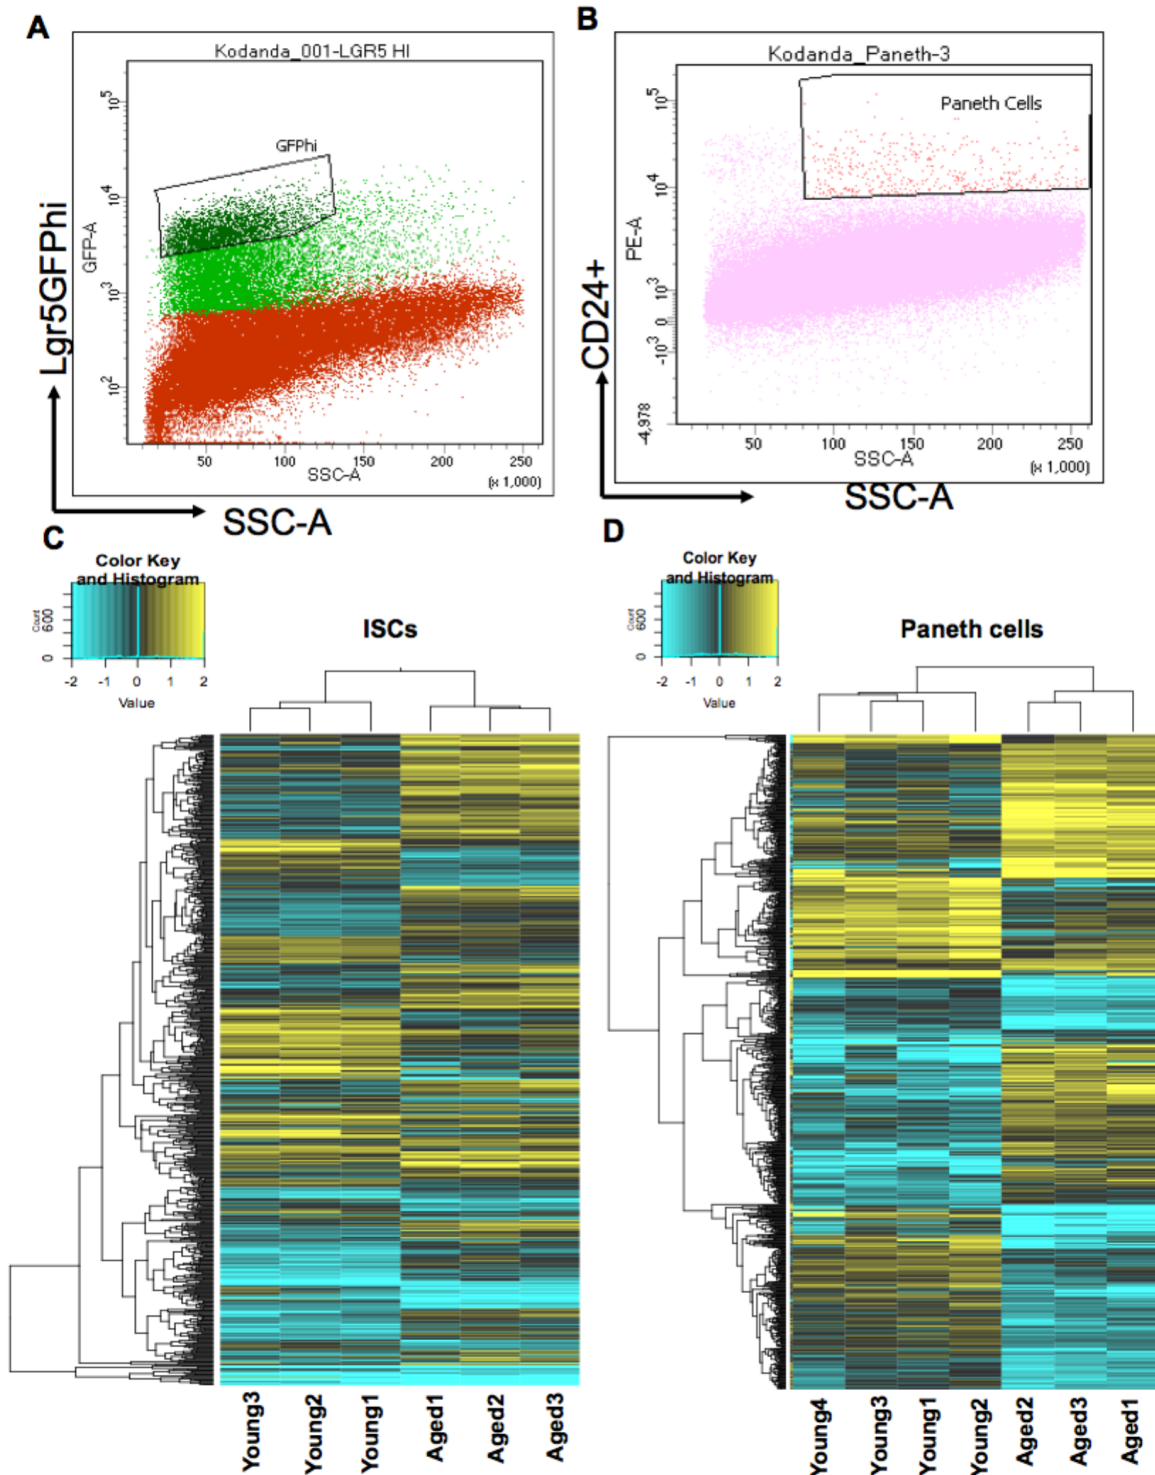 A
Kodanda_001-LGR5 HI
GFPhi
Lgr5GFPhi
GFP-A
10^5
10^4
10^3
10^2
50 100 150 200 250
SSC-A
(x 1,000)
SSC-A
B
Kodanda_Paneth-3
Paneth Cells
CD24+
PE-A
10^5
10^4
10^3
0
-10^3
-4,978
50 100 150 200 250
SSC-A
(x 1,000)
SSC-A
C
Color Key
and Histogram
Count
600
0
-2 -1 0 1 2
Value
ISCs
Young3 Young2 Young1 Aged1 Aged2 Aged3
D
Color Key
and Histogram
Count
600
0
-2 -1 0 1 2
Value
Paneth cells
Young4 Young3 Young1 Young2 Aged2 Aged3 Aged1